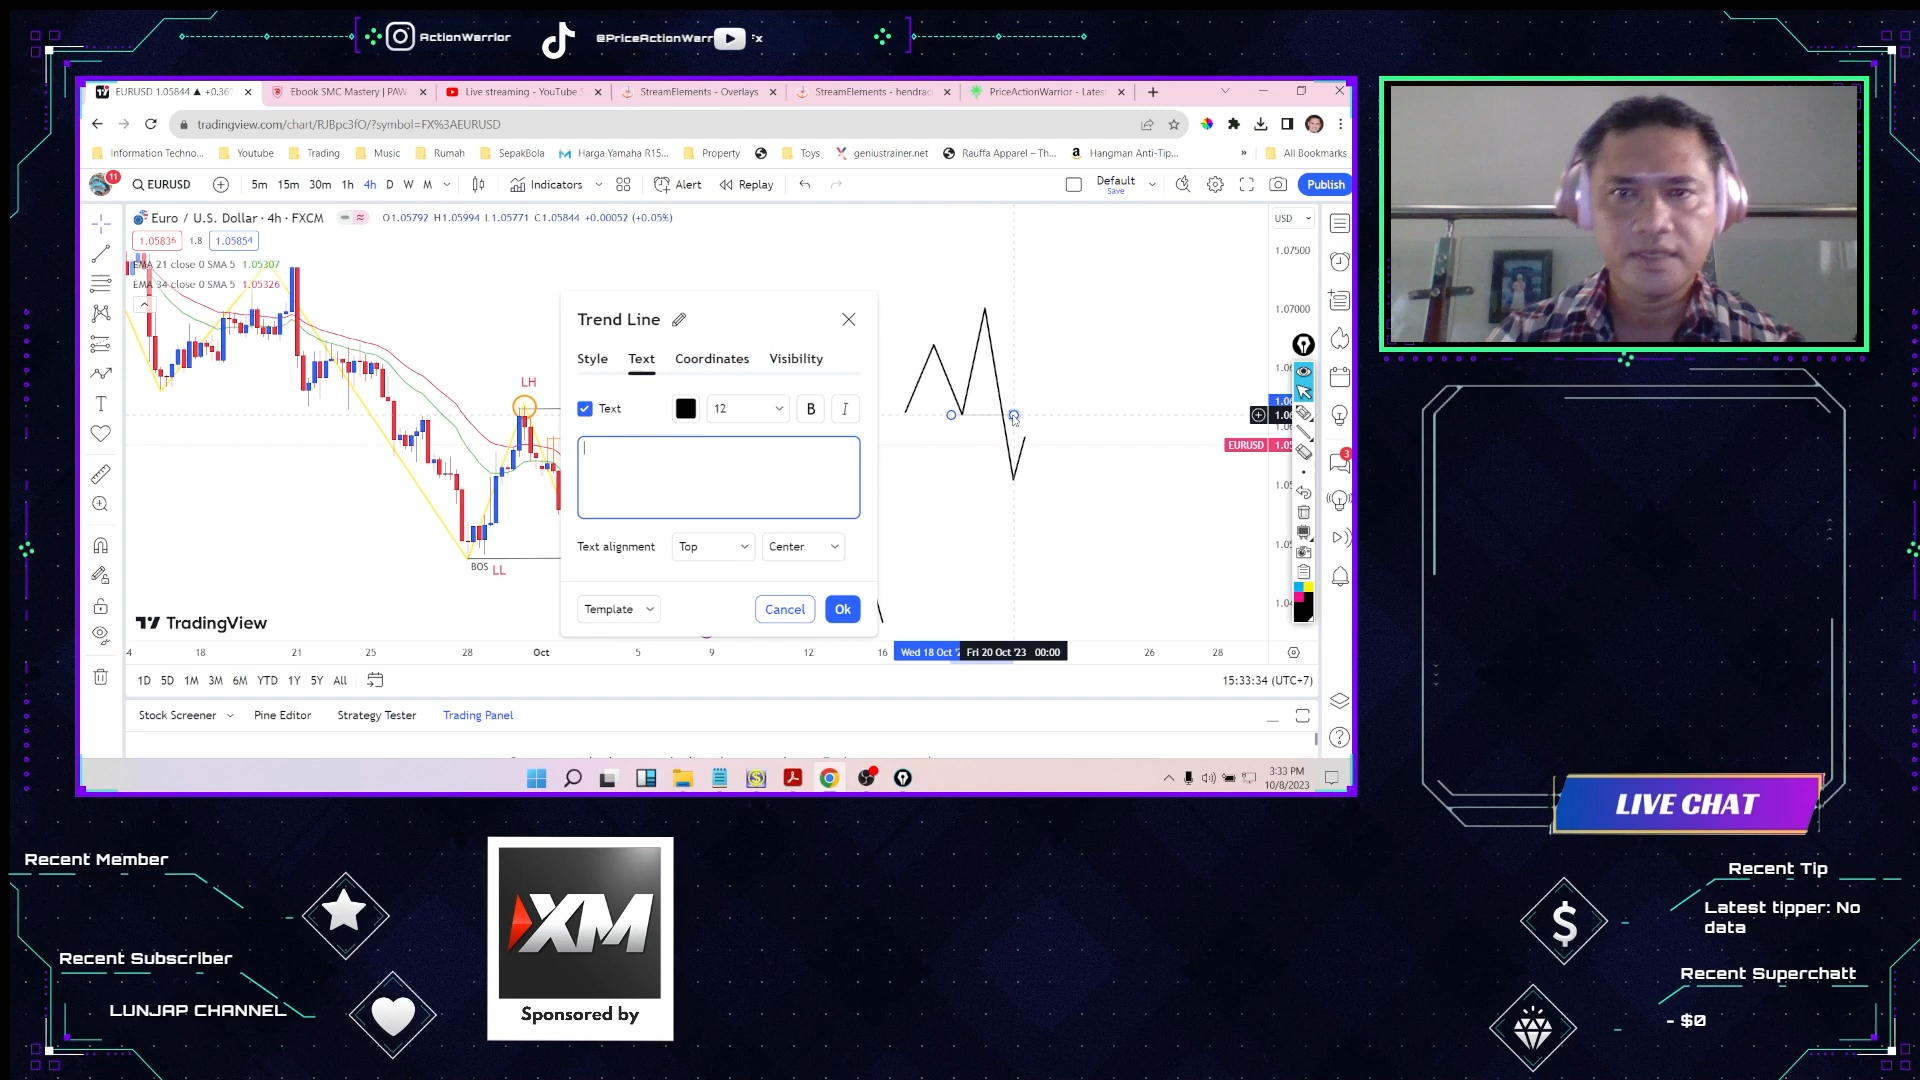 ActionWarrior
@PriceActionWarr
EURUSD 1.05844 ▲ +0.36
Ebook SMC Mastery | PAW
Live streaming - YouTube S
StreamElements - Overlays
StreamElements - hendra
PriceActionWarrior - Lates
tradingview.com/chart/RJBpc3fO/?symbol=FX%3AEURUSD
Information Techno...
Youtube
Trading
Music
Rumah
SepakBola
Harga Yamaha R15...
Property
Toys
geniustrainer.net
Rauffa Apparel – Th...
Hangman Anti-Tip...
»
All Bookmarks
11
EURUSD
5m 15m 30m 1h 4h D W M
Indicators
Alert
Replay
Default
Save
Publish
Euro / U.S. Dollar · 4h · FXCM
O1.05792 H1.05994 L1.05771 C1.05844 +0.00052 (+0.05%)
USD
1.05836 1.8 1.05854
EMA 21 close 0 SMA 5 1.05307
EMA 34 close 0 SMA 5 1.05326
1.07500
1.07000
Trend Line
Style Text Coordinates Visibility
Text
12
B
I
LH
EURUSD
3
Text alignment
Top
Center
BOS
LL
Template
Cancel
Ok
TradingView
4 18 21 25 28 Oct 5 9 12 16
Wed 18 Oct '2
Fri 20 Oct '23 00:00
26 28
1D 5D 1M 3M 6M YTD 1Y 5Y All
15:33:34 (UTC+7)
Stock Screener
Pine Editor
Strategy Tester
Trading Panel
3:33 PM
10/8/2023
LIVE CHAT
Recent Member
Recent Subscriber
LUNJAP CHANNEL
XM
Sponsored by
Recent Tip
Latest tipper: No
data
Recent Superchatt
- $0